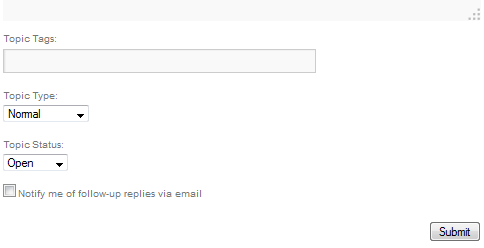 Topic Tags:
Topic Type:
Normal
Topic Status:
Open
Notify me of follow-up replies via email
Submit